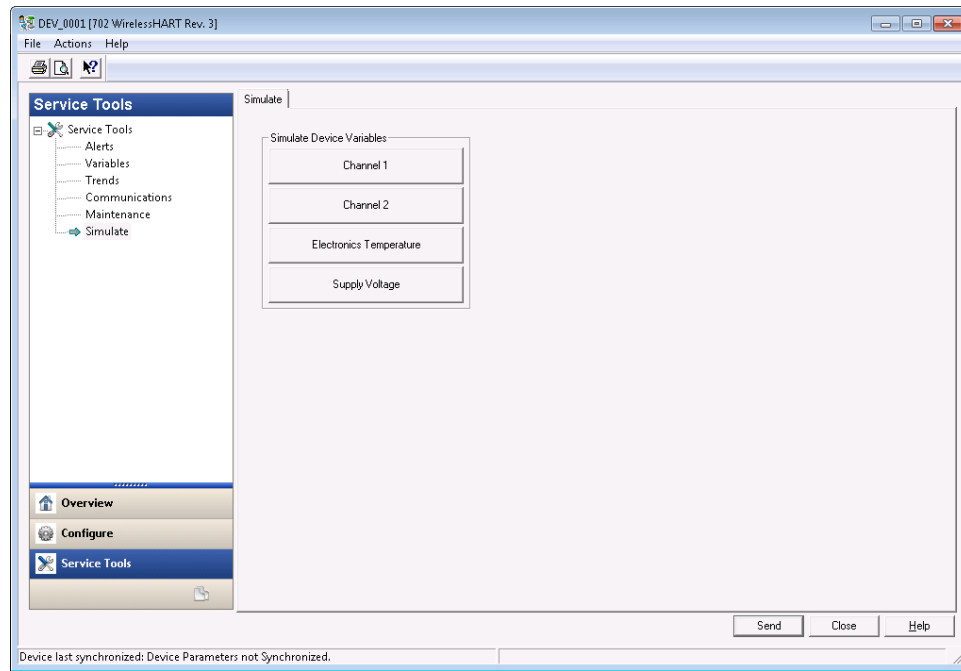 DEV_0001 [702 WirelessHART Rev. 3]
File Actions Help
Service Tools
Service Tools
Alerts
Variables
Trends
Communications
Maintenance
Simulate
Overview
Configure
Service Tools
Simulate
Simulate Device Variables
Channel 1
Channel 2
Electronics Temperature
Supply Voltage
Send Close Help
Device last synchronized: Device Parameters not Synchronized.